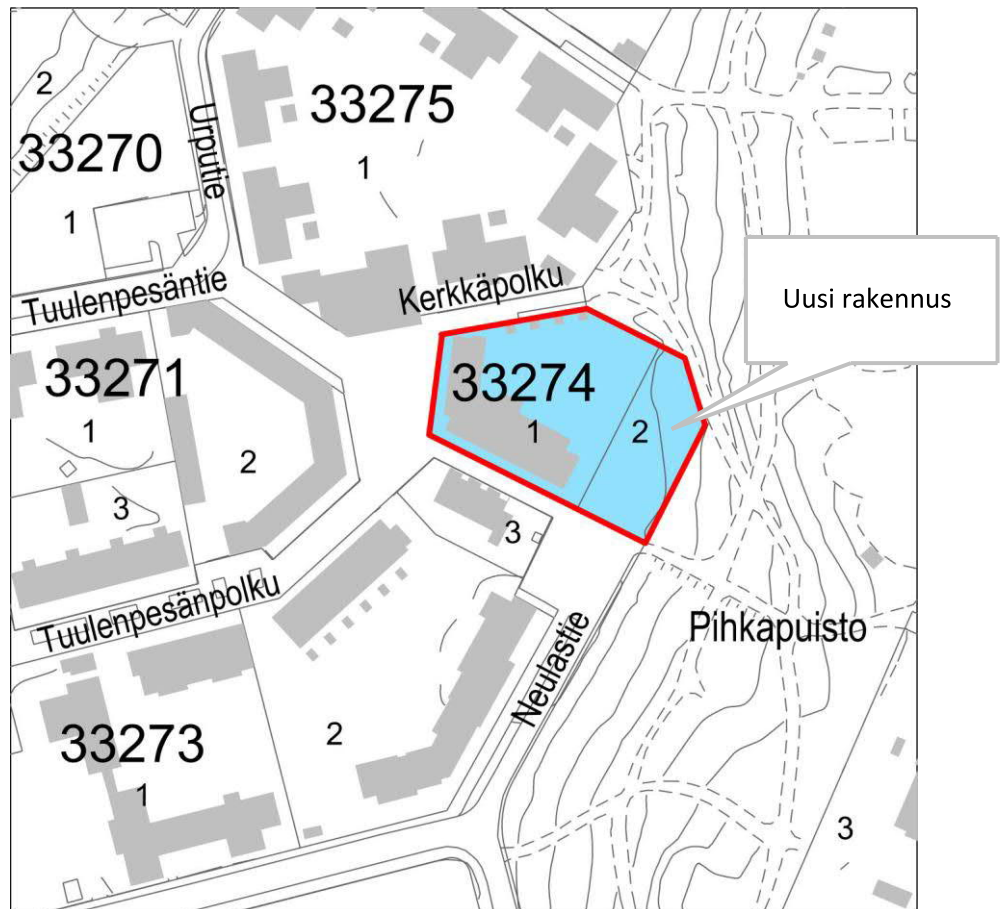 2
33275
33270
Urputie
1
1
Uusi rakennus
Tuulenpesäntie
Kerkkäpolku
33271
33274
1
1
2
2
3
3
Tuulenpesänpolku
Pihkapuisto
Neulastie
33273
2
1
3